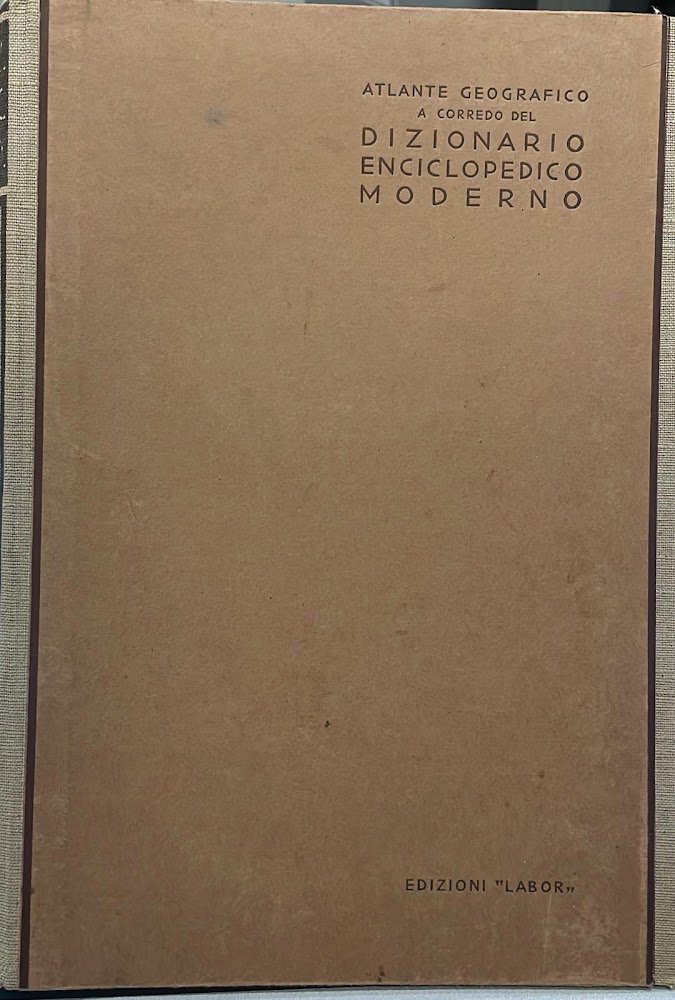 ATLANTE GEOGRAFICO
A CORREDO DEL
DIZIONARIO
ENCICLOPEDICO
MODERNO
EDIZIONI "LABOR„